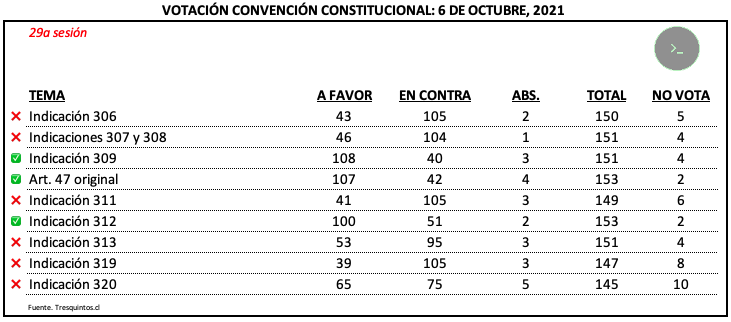 VOTACIÓN CONVENCIÓN CONSTITUCIONAL: 6 DE OCTUBRE, 2021
29a sesión
>_
TEMA A FAVOR EN CONTRA ABS. TOTAL NO VOTA
❌ Indicación 306 43 105 2 150 5
❌ Indicaciones 307 y 308 46 104 1 151 4
✅ Indicación 309 108 40 3 151 4
✅ Art. 47 original 107 42 4 153 2
❌ Indicación 311 41 105 3 149 6
✅ Indicación 312 100 51 2 153 2
❌ Indicación 313 53 95 3 151 4
❌ Indicación 319 39 105 3 147 8
❌ Indicación 320 65 75 5 145 10
Fuente. Tresquintos.cl